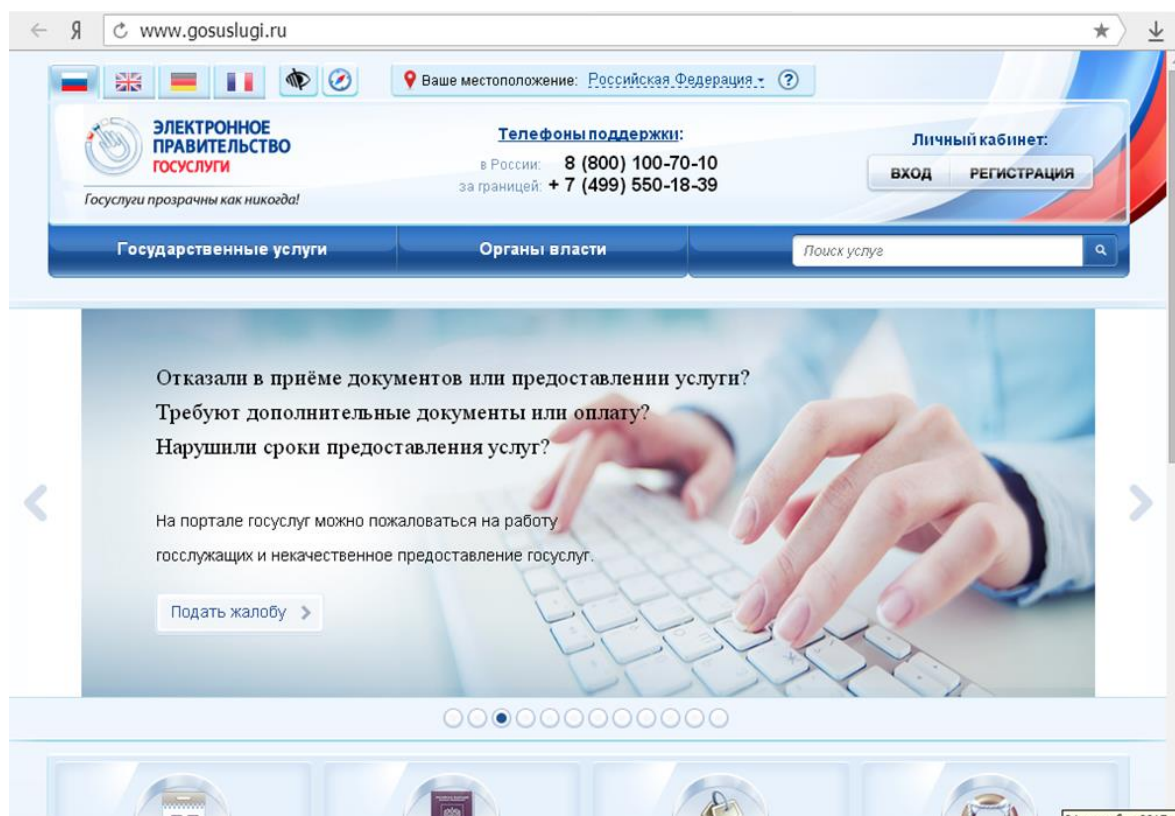 Я
www.gosuslugi.ru
Ваше местоположение: Российская Федерация
?
ЭЛЕКТРОННОЕ
ПРАВИТЕЛЬСТВО
ГОСУСЛУГИ
Госуслуги прозрачны как никогда!
Телефоны поддержки:
в России: 8 (800) 100-70-10
за границей: + 7 (499) 550-18-39
Личный кабинет:
ВХОД РЕГИСТРАЦИЯ
Государственные услуги
Органы власти
Поиск услуг
Отказали в приёме документов или предоставлении услуги?
Требуют дополнительные документы или оплату?
Нарушили сроки предоставления услуг?
На портале госуслуг можно пожаловаться на работу
госслужащих и некачественное предоставление госуслуг.
Подать жалобу